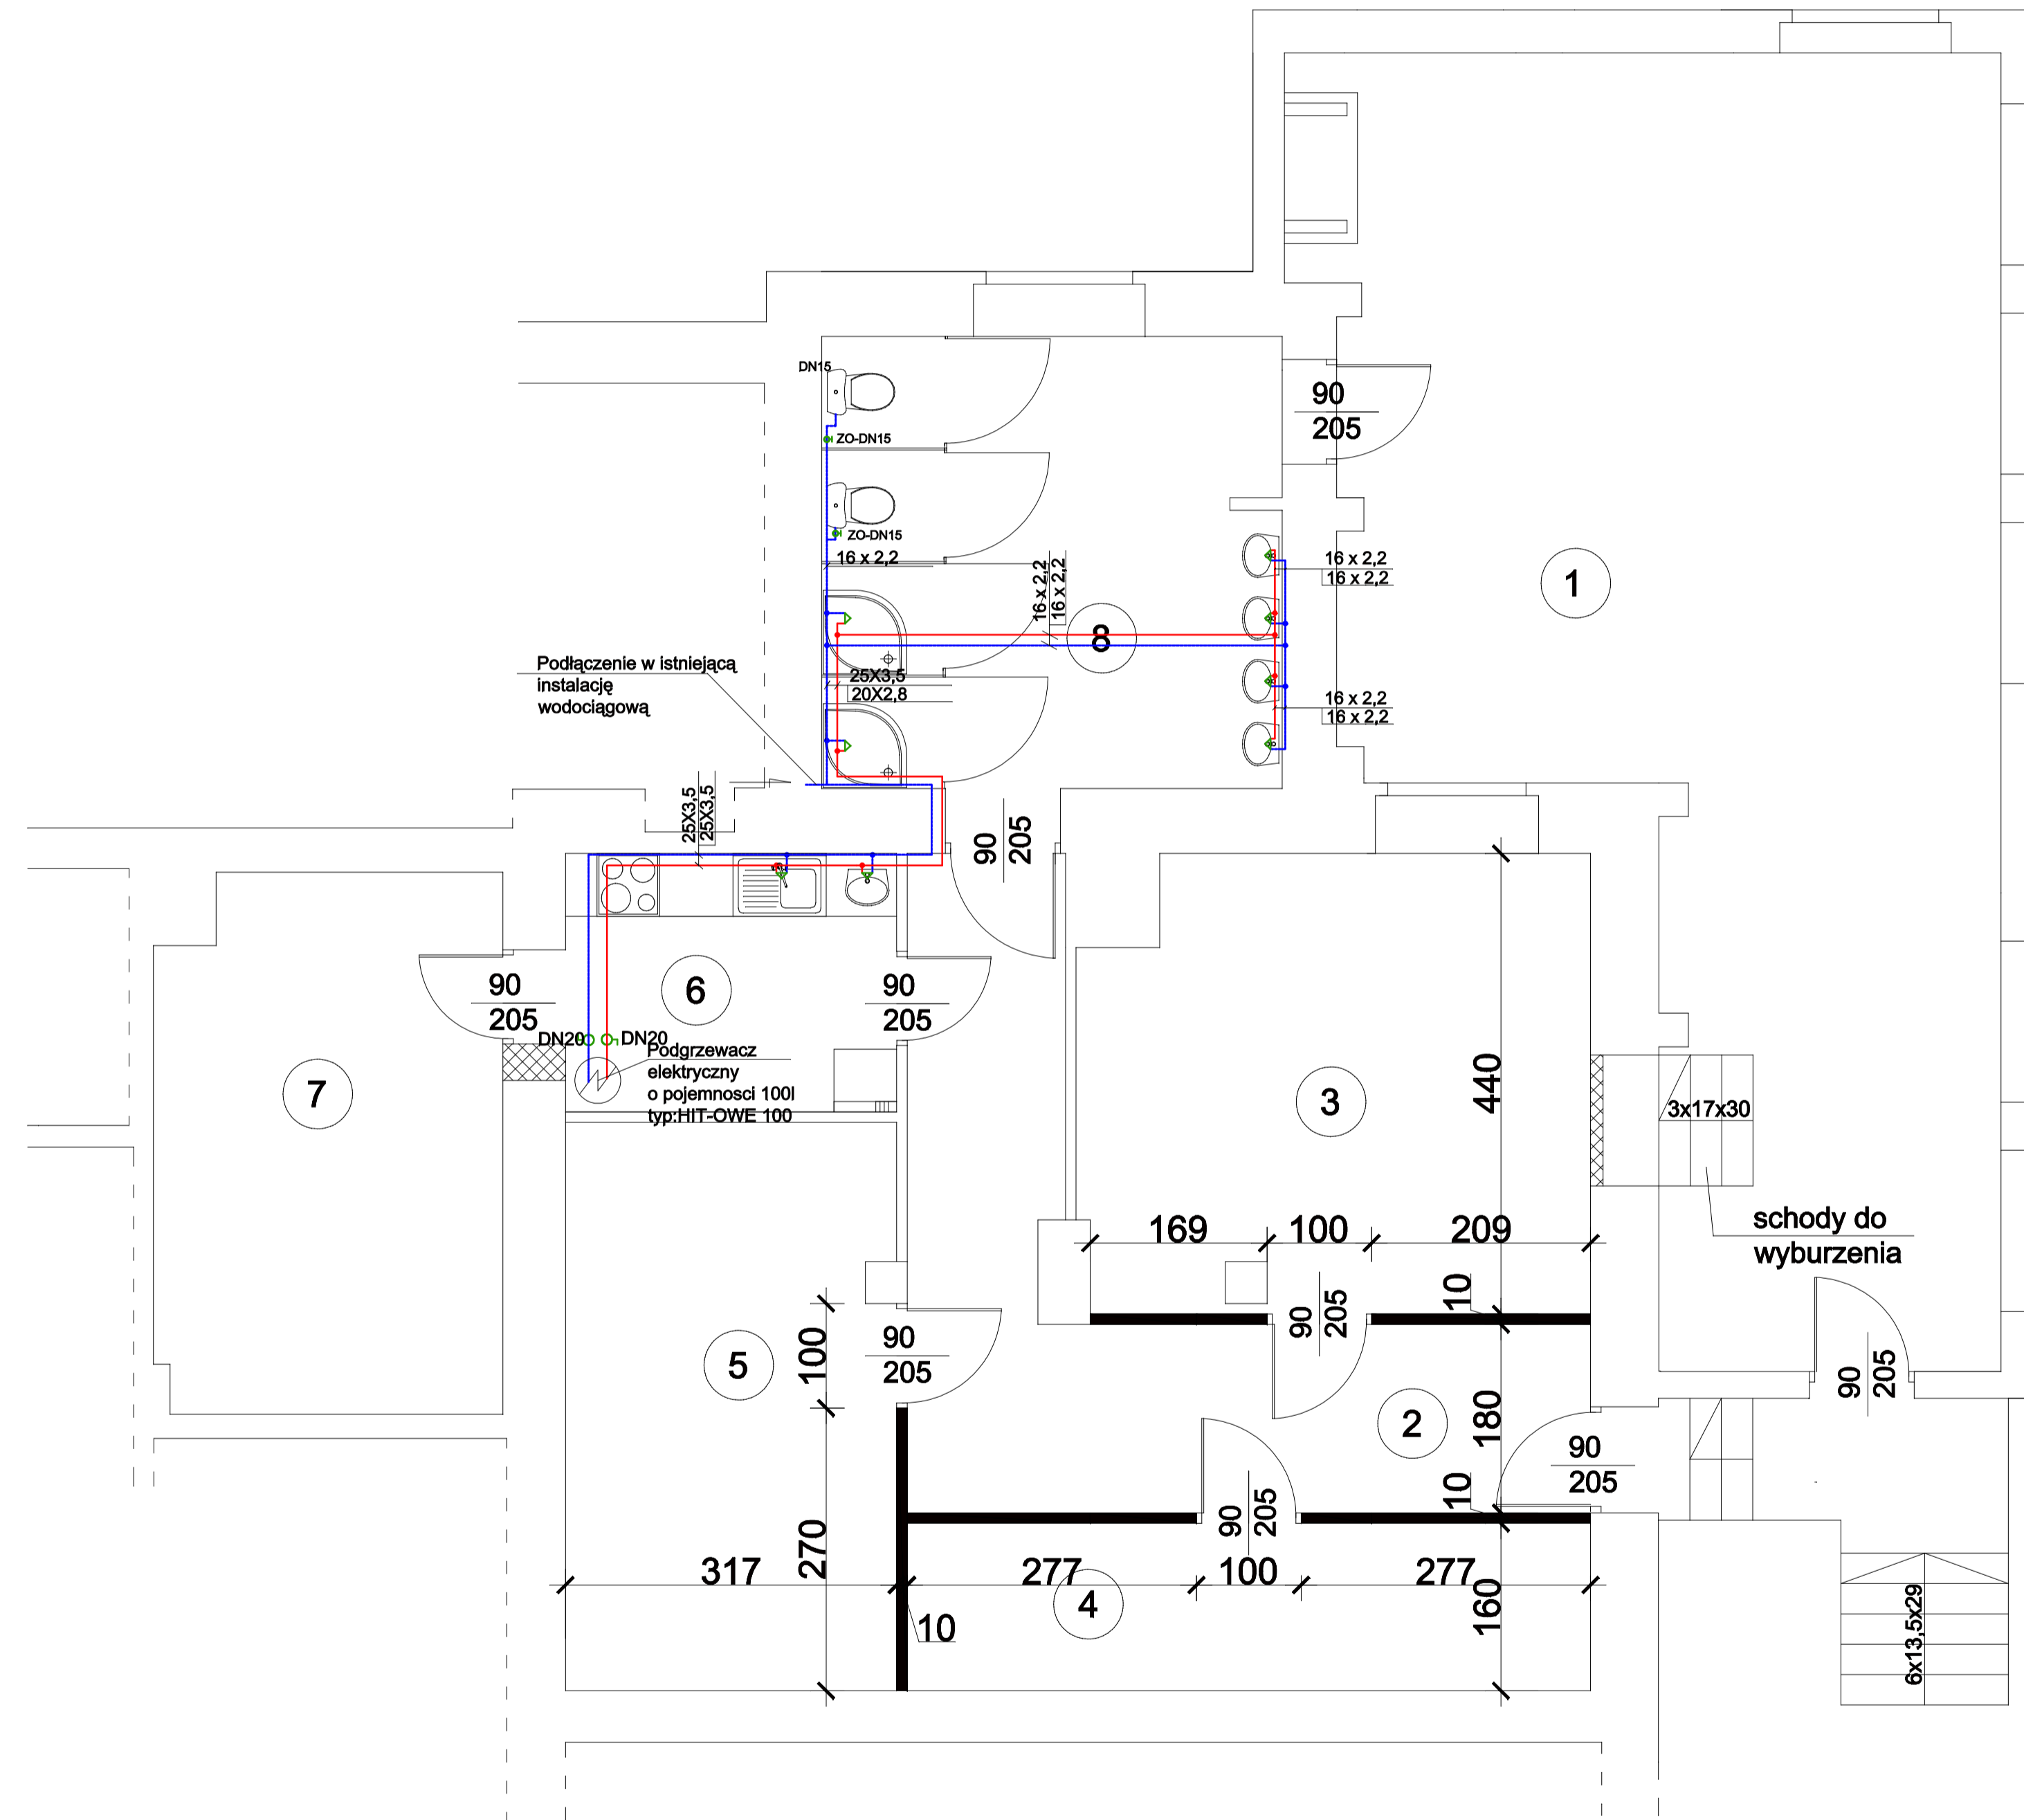 DN15
90
205
ZO-DN15
ZO-DN15
16 x 2,2
16 x 2,2
16 x 2,2
16 x 2,2
16 x 2,2
1
8
Podłączenie w istniejącą
instalację
wodociągową
25X3,5
20X2,8
16 x 2,2
16 x 2,2
25X3,5
25X3,5
90
205
6
90
205
90
205
DN20
DN20
Podgrzewacz
elektryczny
o pojemnosci 100l
typ:HIT-OWE 100
7
3
440
3x17x30
schody do
wyburzenia
169
100
209
10
90
205
5
100
90
205
2
180
90
205
90
205
10
90
205
270
317
277
100
277
160
4
10
6x13,5x29